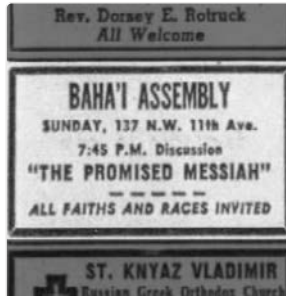 Rev. Dorsey E. Rotruck
All Welcome
BAHA'I ASSEMBLY
SUNDAY, 137 N.W. 11th Ave.
7:45 P.M. Discussion
"THE PROMISED MESSIAH"
ALL FAITHS AND RACES INVITED
ST. KNYAZ VLADIMIR
Russian Greek Orthodox Church